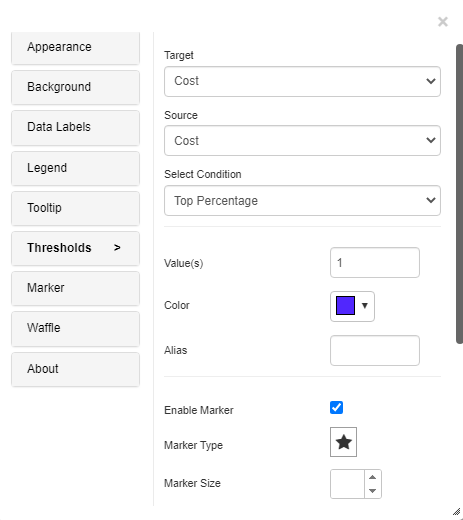 ×
Appearance
Background
Data Labels
Legend
Tooltip
Thresholds >
Marker
Waffle
About
Target
Cost
Source
Cost
Select Condition
Top Percentage
Value(s) 1
Color
Alias
Enable Marker
Marker Type
Marker Size